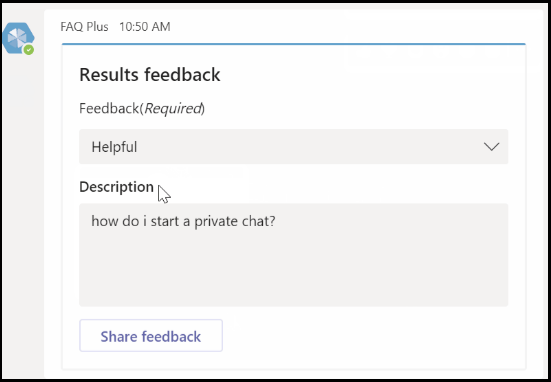 FAQ Plus 10:50 AM
Results feedback
Feedback(Required)
Helpful
Description
how do i start a private chat?
Share feedback